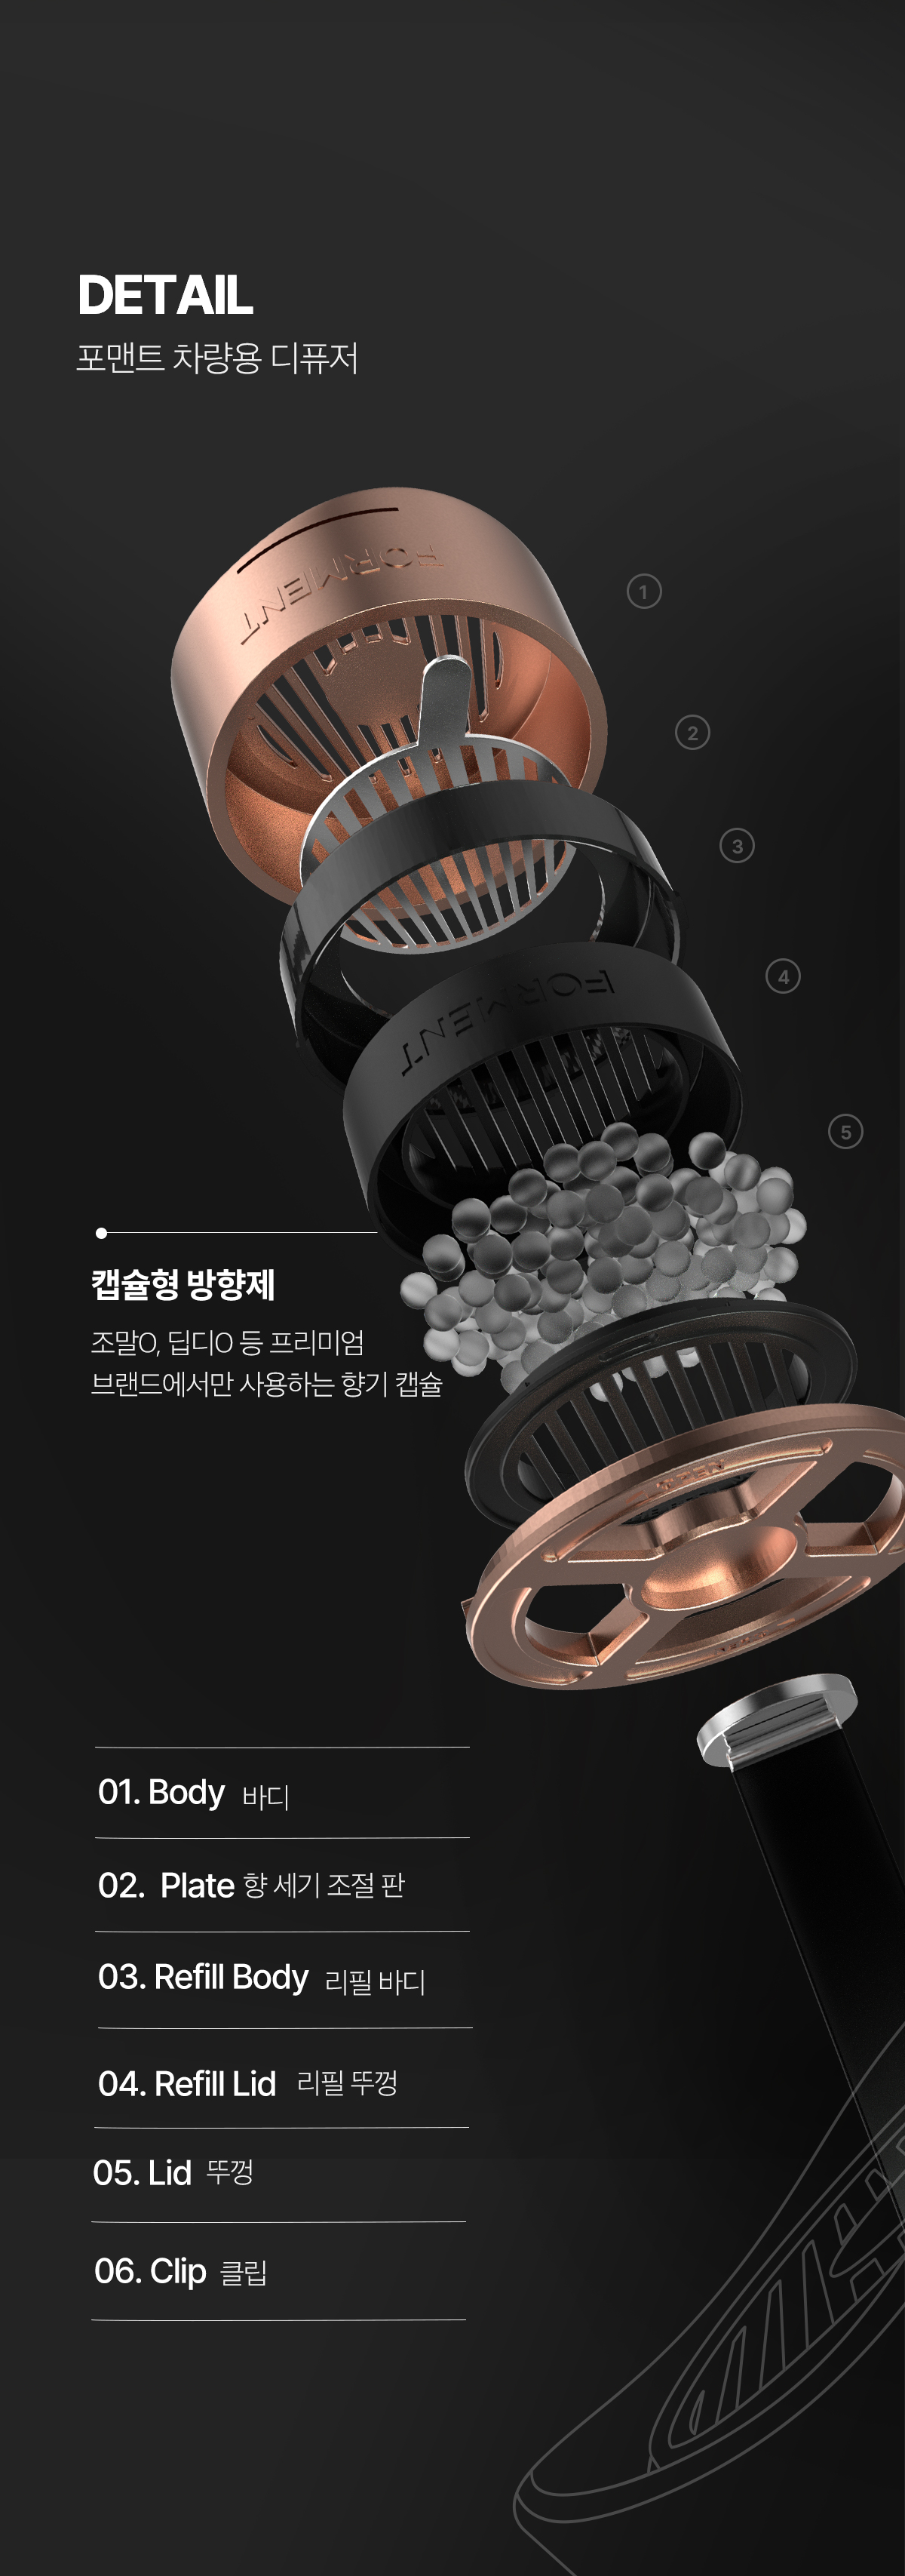 DETAIL
포맨트 차량용 디퓨저
FORMENT
1
2
3
FORMENT
4
5
캡슐형 방향제
조말O, 딥디O 등 프리미엄
브랜드에서만 사용하는 향기 캡슐
01. Body 바디
02. Plate 향 세기 조절 판
03. Refill Body 리필 바디
04. Refill Lid 리필 뚜껑
05. Lid 뚜껑
06. Clip 클립